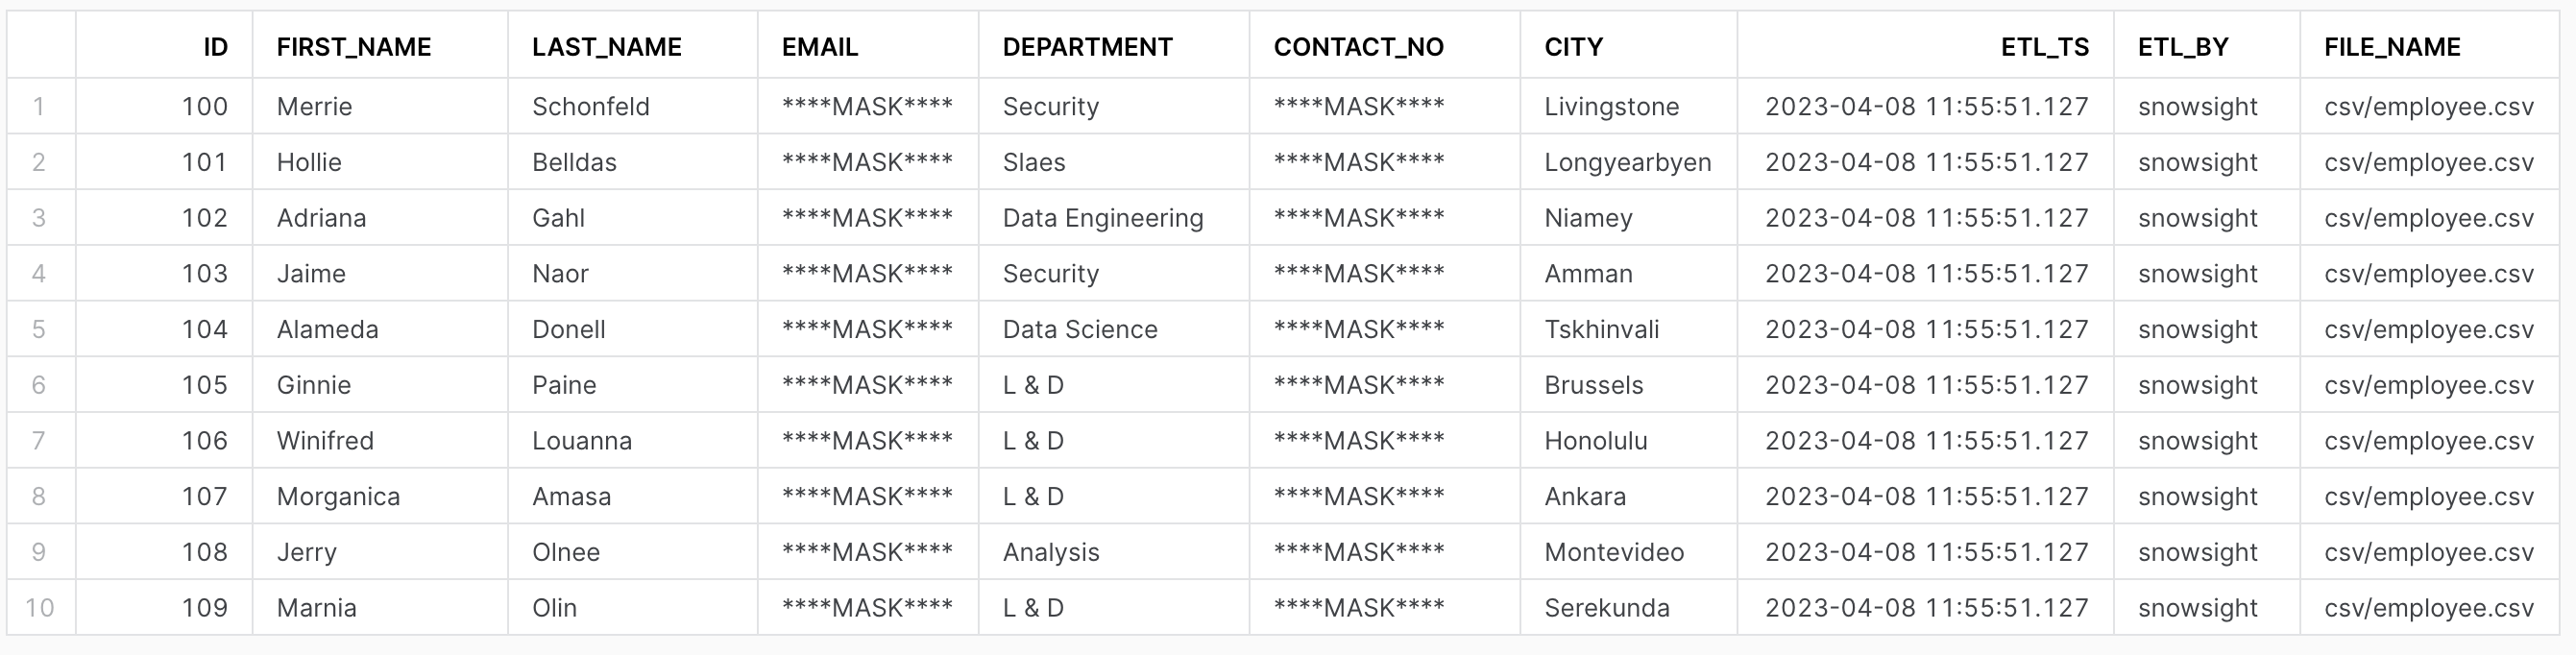 ID FIRST_NAME LAST_NAME EMAIL DEPARTMENT CONTACT_NO CITY ETL_TS ETL_BY FILE_NAME
1 100 Merrie Schonfeld ****MASK**** Security ****MASK**** Livingstone 2023-04-08 11:55:51.127 snowsight csv/employee.csv
2 101 Hollie Belldas ****MASK**** Slaes ****MASK**** Longyearbyen 2023-04-08 11:55:51.127 snowsight csv/employee.csv
3 102 Adriana Gahl ****MASK**** Data Engineering ****MASK**** Niamey 2023-04-08 11:55:51.127 snowsight csv/employee.csv
4 103 Jaime Naor ****MASK**** Security ****MASK**** Amman 2023-04-08 11:55:51.127 snowsight csv/employee.csv
5 104 Alameda Donell ****MASK**** Data Science ****MASK**** Tskhinvali 2023-04-08 11:55:51.127 snowsight csv/employee.csv
6 105 Ginnie Paine ****MASK**** L & D ****MASK**** Brussels 2023-04-08 11:55:51.127 snowsight csv/employee.csv
7 106 Winifred Louanna ****MASK**** L & D ****MASK**** Honolulu 2023-04-08 11:55:51.127 snowsight csv/employee.csv
8 107 Morganica Amasa ****MASK**** L & D ****MASK**** Ankara 2023-04-08 11:55:51.127 snowsight csv/employee.csv
9 108 Jerry Olnee ****MASK**** Analysis ****MASK**** Montevideo 2023-04-08 11:55:51.127 snowsight csv/employee.csv
10 109 Marnia Olin ****MASK**** L & D ****MASK**** Serekunda 2023-04-08 11:55:51.127 snowsight csv/employee.csv